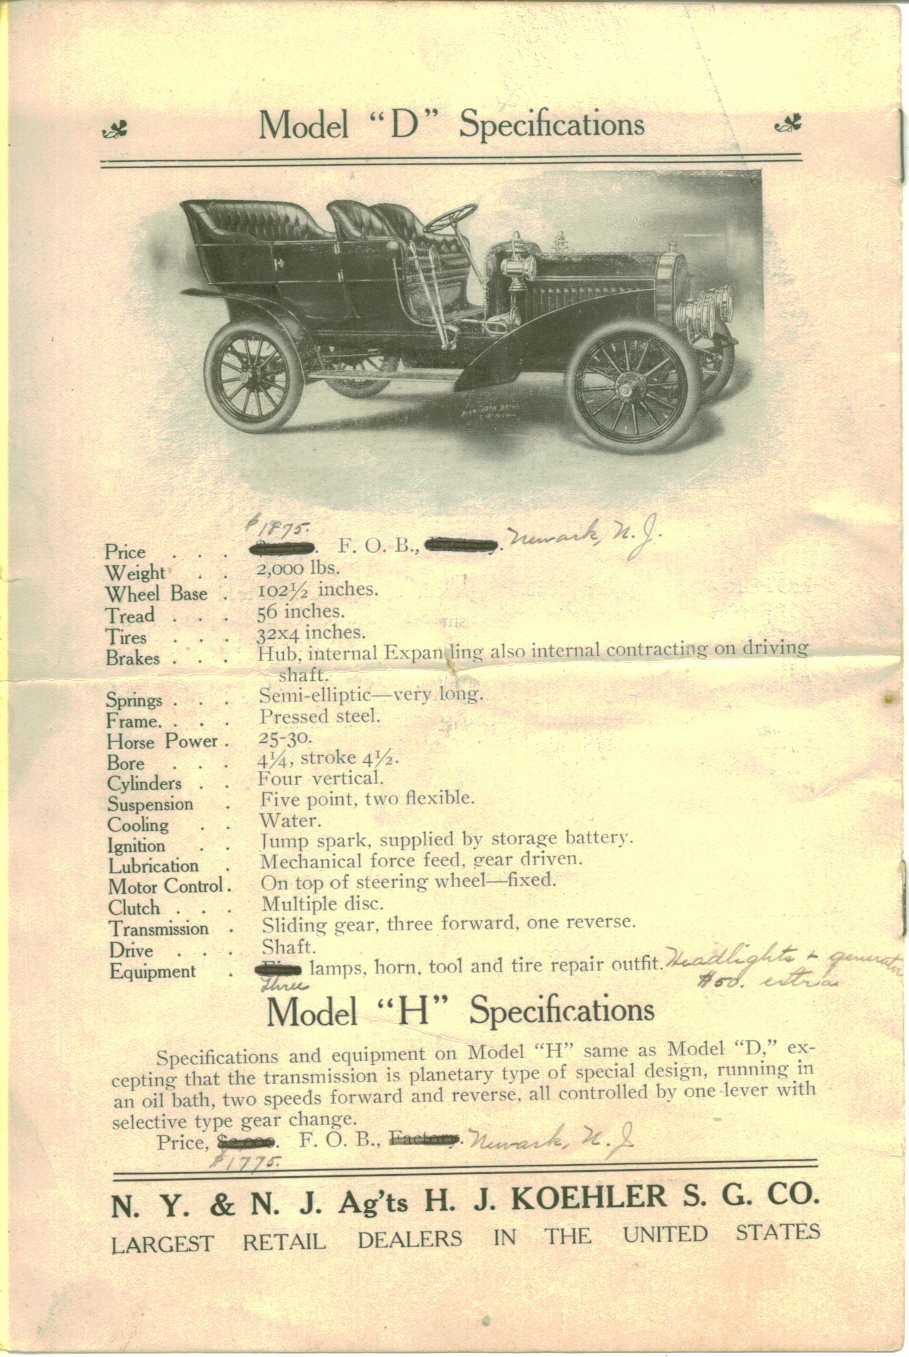 Model "D" Specifications
$1875.
Price . . . F. O. B., Newark, N. J.
Weight . . 2,000 lbs.
Wheel Base . 102½ inches.
Tread . . . 56 inches.
Tires . . . 32x4 inches.
Brakes . . . Hub, internal Expanding also internal contracting on driving
shaft.
Springs . . . Semi-elliptic—very long.
Frame. . . . Pressed steel.
Horse Power . 25-30.
Bore . . . 4¼, stroke 4½.
Cylinders . . Four vertical.
Suspension . Five point, two flexible.
Cooling . . Water.
Ignition . . Jump spark, supplied by storage battery.
Lubrication . Mechanical force feed, gear driven.
Motor Control . On top of steering wheel—fixed.
Clutch . . . Multiple disc.
Transmission . Sliding gear, three forward, one reverse.
Drive . . . Shaft.
Equipment . lamps, horn, tool and tire repair outfit. Headlights + generator
Three $50. extra
Model "H" Specifications
Specifications and equipment on Model "H" same as Model "D," ex-
cepting that the transmission is planetary type of special design, running in
an oil bath, two speeds forward and reverse, all controlled by one lever with
selective type gear change.
Price, F. O. B., Factory. Newark, N. J
$1775.
N. Y. & N. J. Ag'ts H. J. KOEHLER S. G. CO.
LARGEST RETAIL DEALERS IN THE UNITED STATES